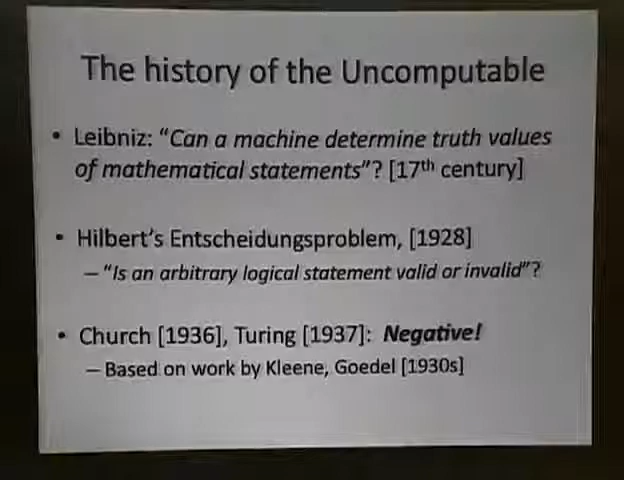 The history of the Uncomputable
• Leibniz: “Can a machine determine truth values
of mathematical statements”? [17th century]
• Hilbert’s Entscheidungsproblem, [1928]
– “Is an arbitrary logical statement valid or invalid”?
• Church [1936], Turing [1937]: Negative!
– Based on work by Kleene, Goedel [1930s]